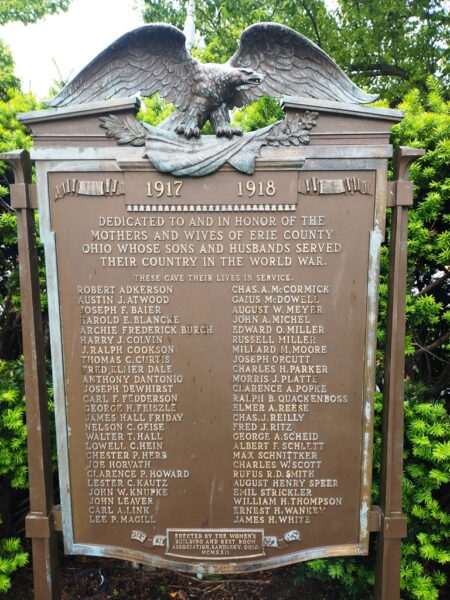 1917 1918
DEDICATED TO AND IN HONOR OF THE
MOTHERS AND WIVES OF ERIE COUNTY
OHIO WHOSE SONS AND HUSBANDS SERVED
THEIR COUNTRY IN THE WORLD WAR.
THESE GAVE THEIR LIVES IN SERVICE.
ROBERT ADKERSON
AUSTIN J. ATWOOD
JOSEPH F. BAIER
HAROLD E. BLANCKE
ARCHIE FREDERICK BURCH
HARRY J. COLVIN
J. RALPH COOKSON
THOMAS C. CURTIS
FRED ELMER DALE
ANTHONY DANTONIO
JOSEPH DEWHIRST
CARL F. FEDDERSON
GEORGE H. FEISZLE
JAMES HALL FRIDAY
NELSON C. GEISE
WALTER T. HALL
LOWELL C. HEIN
CHESTER P. HERB
JOE HORVATH
CLARENCE P. HOWARD
LESTER C. KAUTZ
JOHN W. KNUPKE
JOHN LEAVER
CARL A. LINK
LEE P. MAGILL
CHAS. A. McCORMICK
GAIUS McDOWELL
AUGUST W. MEYER
JOHN A. MICHEL
EDWARD O. MILLER
RUSSELL MILLER
MILLARD M. MOORE
JOSEPH ORCUTT
CHARLES H. PARKER
MORRIS J. PLATTE
CLARENCE A. POPKE
RALPH B. QUACKENBOSS
ELMER A. REESE
CHAS. J. REILLY
FRED J. RITZ
GEORGE A. SCHEID
ALBERT F. SCHLETT
MAX SCHNITTKER
CHARLES W. SCOTT
RUFUS R.D. SMITH
AUGUST HENRY SPEER
EMIL STRICKLER
WILLIAM H. THOMPSON
ERNEST H. WANKEY
JAMES H. WHITE
ERECTED BY THE WOMEN'S
BUILDING AND REST ROOM
ASSOCIATION, SANDUSKY, OHIO.
MCMXXII